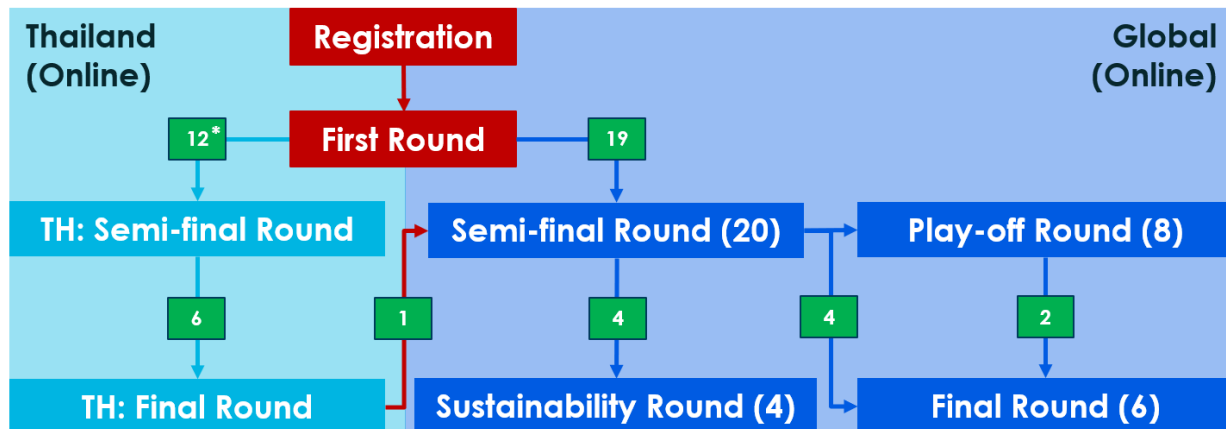 Thailand
(Online)
Registration
Global
(Online)
12*
First Round
19
TH: Semi-final Round
Semi-final Round (20)
Play-off Round (8)
6
1
4
4
2
TH: Final Round
Sustainability Round (4)
Final Round (6)